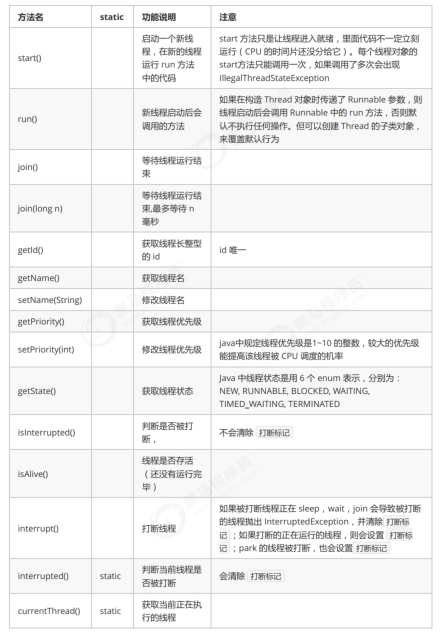 方法名 static 功能说明 注意
start() 启动一个新线程，在新的线程运行 run 方法中的代码 start 方法只是让线程进入就绪，里面代码不一定立刻运行（CPU 的时间片还没分给它）。每个线程对象的start方法只能调用一次，如果调用了多次会出现IllegalThreadStateException
run() 新线程启动后会调用的方法 如果在构造 Thread 对象时传递了 Runnable 参数，则线程启动后会调用 Runnable 中的 run 方法，否则默认不执行任何操作。但可以创建 Thread 的子类对象，来覆盖默认行为
join() 等待线程运行结束
join(long n) 等待线程运行结束,最多等待 n 毫秒
getId() 获取线程长整型的 id id 唯一
getName() 获取线程名
setName(String) 修改线程名
getPriority() 获取线程优先级
setPriority(int) 修改线程优先级 java中规定线程优先级是1~10 的整数，较大的优先级能提高该线程被 CPU 调度的机率
getState() 获取线程状态 Java 中线程状态是用 6 个 enum 表示，分别为：NEW, RUNNABLE, BLOCKED, WAITING, TIMED_WAITING, TERMINATED
isInterrupted() 判断是否被打断， 不会清除 打断标记
isAlive() 线程是否存活（还没有运行完毕）
interrupt() 打断线程 如果被打断线程正在 sleep，wait，join 会导致被打断的线程抛出 InterruptedException，并清除 打断标记 ；如果打断的正在运行的线程，则会设置 打断标记 ；park 的线程被打断，也会设置 打断标记
interrupted() static 判断当前线程是否被打断 会清除 打断标记
currentThread() static 获取当前正在执行的线程